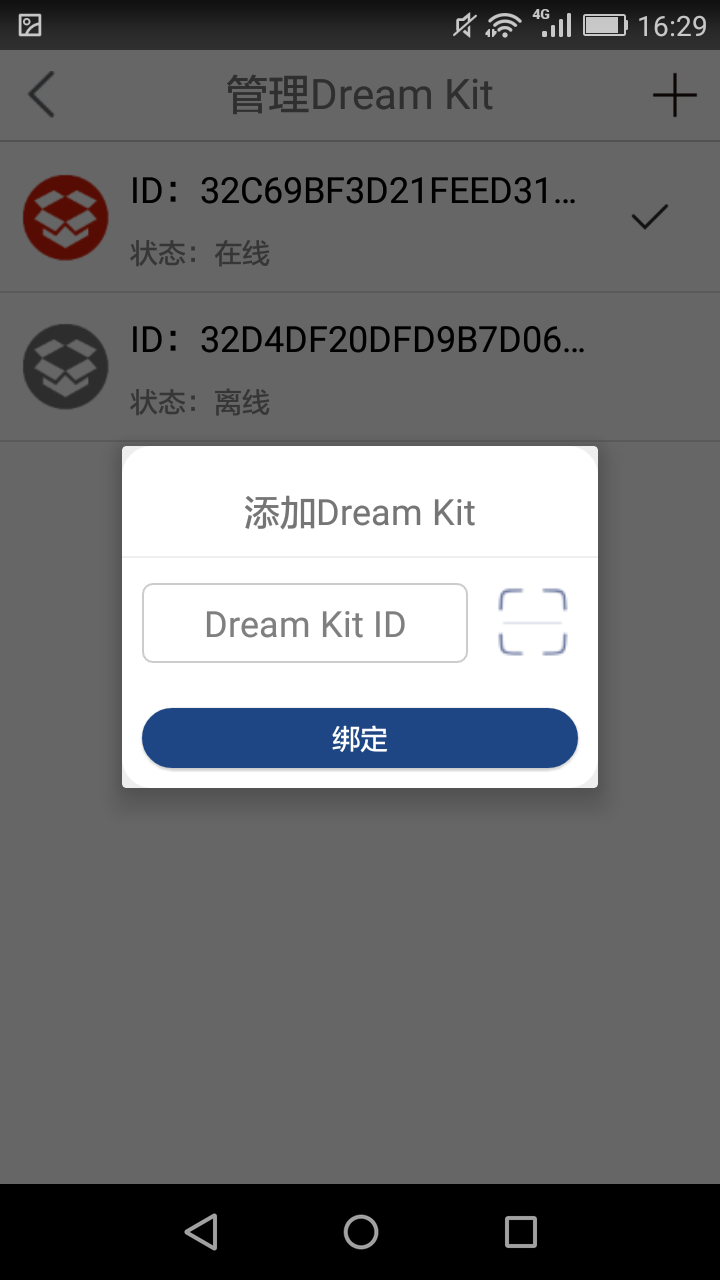 4G 16:29
管理Dream Kit
ID：32C69BF3D21FEED31...
状态：在线
ID：32D4DF20DFD9B7D06...
状态：离线
添加Dream Kit
Dream Kit ID
绑定